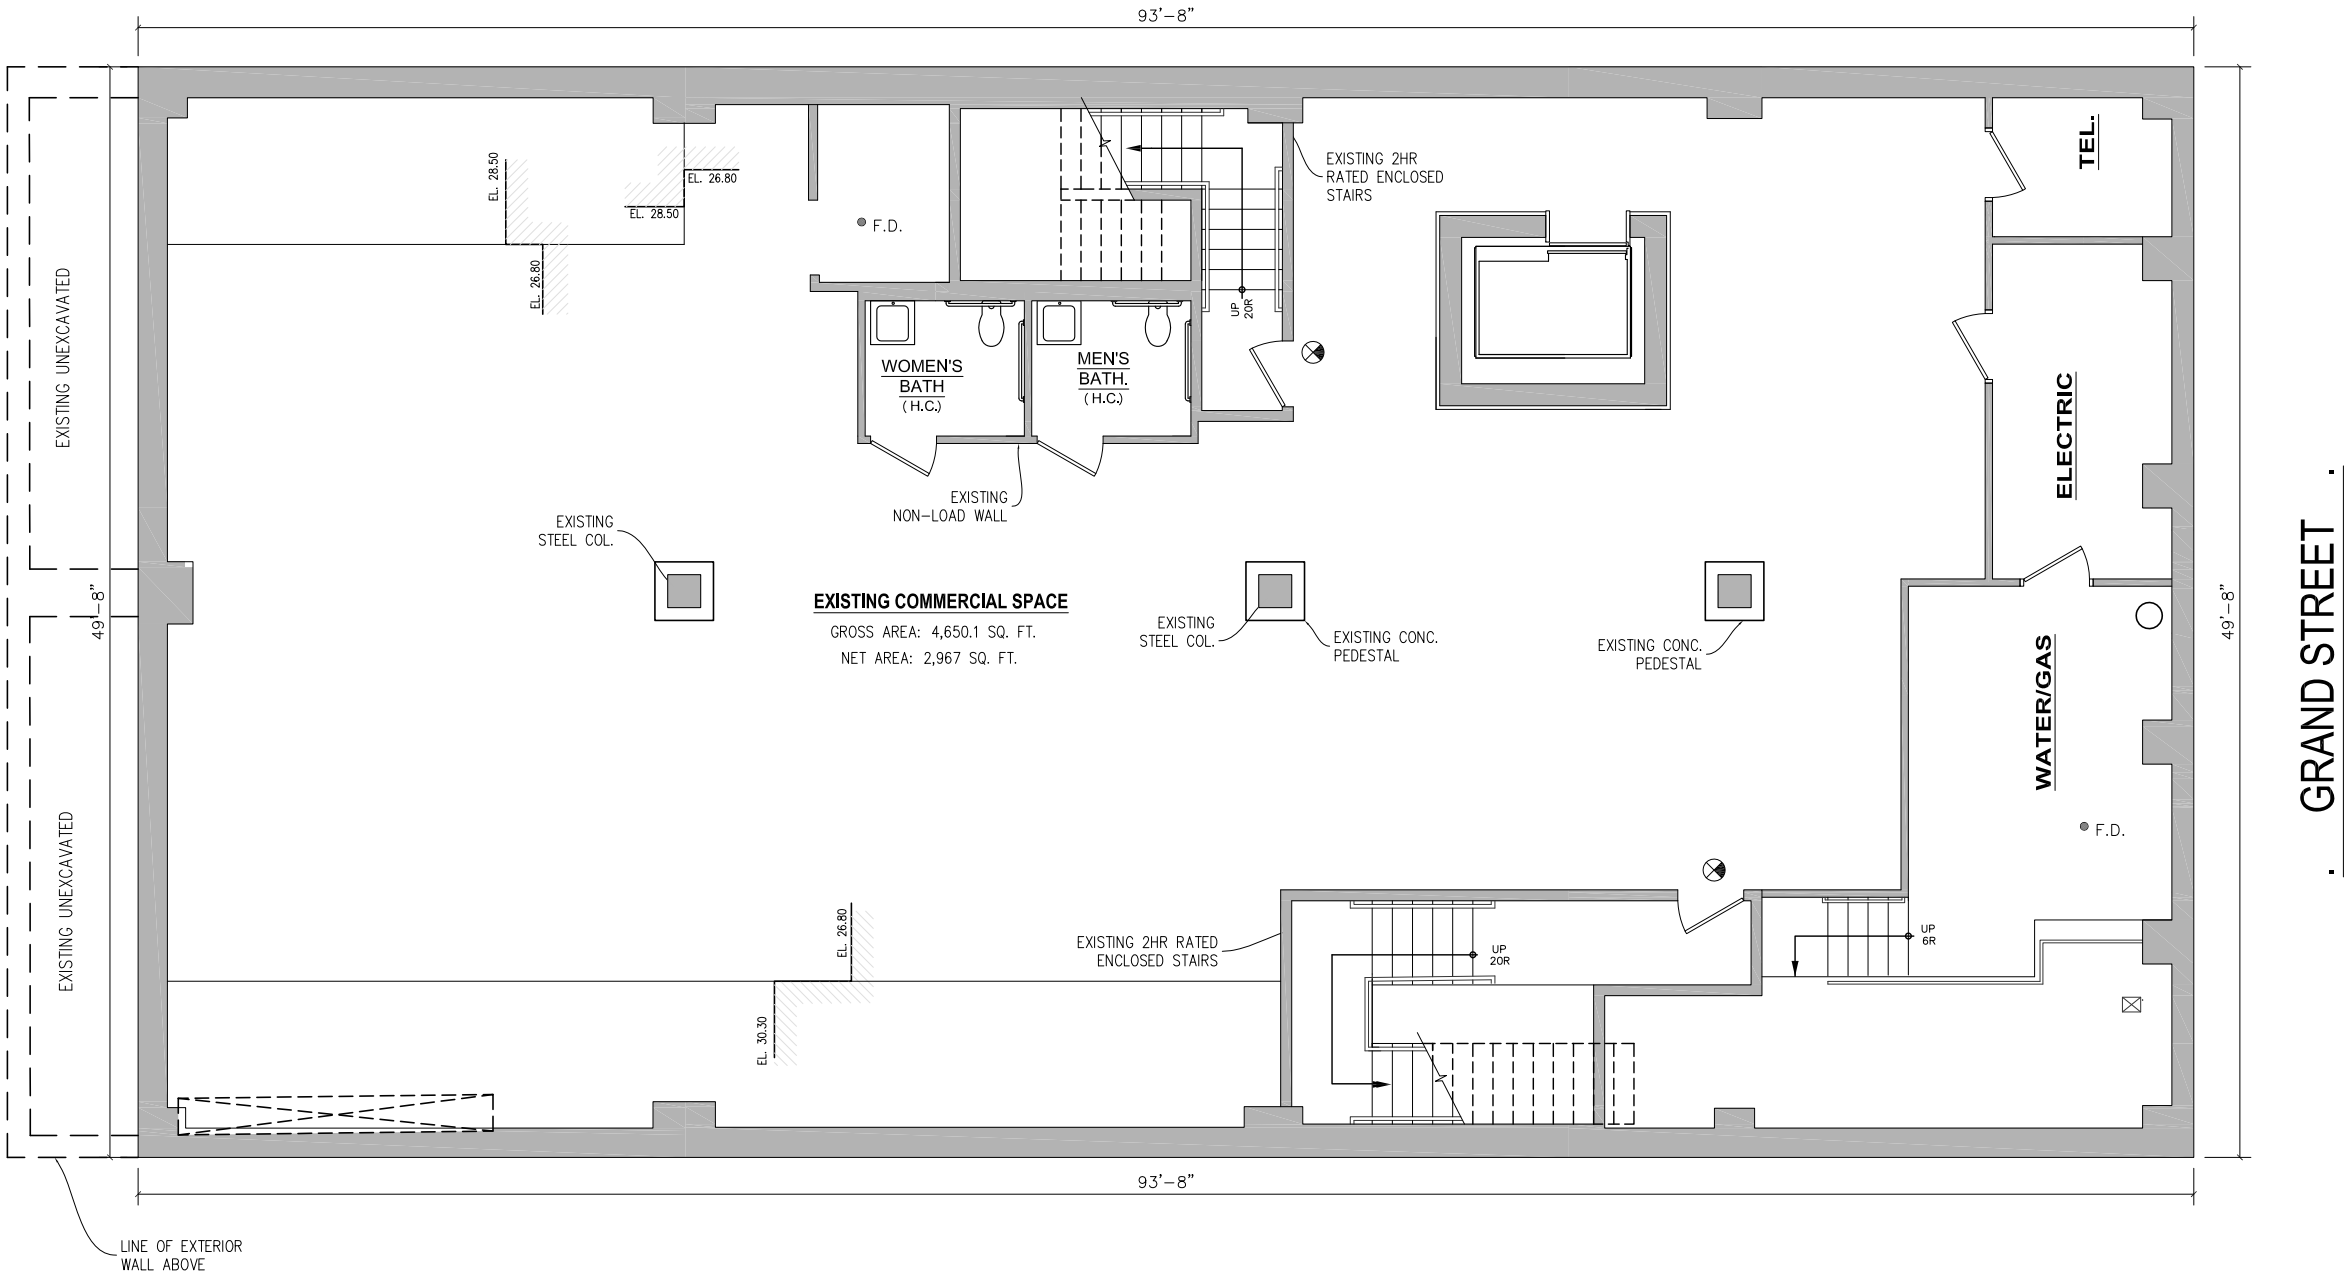 93'-8"
EL. 28.50
EL. 26.80
EL. 28.50
EL. 26.80
F.D.
EXISTING 2HR
RATED ENCLOSED
STAIRS
TEL.
UP
20R
EXISTING UNEXCAVATED
WOMEN'S
BATH
(H.C.)
MEN'S
BATH.
(H.C.)
ELECTRIC
EXISTING
NON-LOAD WALL
EXISTING
STEEL COL.
49'-8"
EXISTING COMMERCIAL SPACE
GROSS AREA: 4,650.1 SQ. FT.
NET AREA: 2,967 SQ. FT.
EXISTING
STEEL COL.
EXISTING CONC.
PEDESTAL
EXISTING CONC.
PEDESTAL
WATER/GAS
49'-8"
. GRAND STREET .
F.D.
EXISTING UNEXCAVATED
EL. 26.80
EL. 30.30
EXISTING 2HR RATED
ENCLOSED STAIRS
UP
20R
UP
6R
93'-8"
LINE OF EXTERIOR
WALL ABOVE